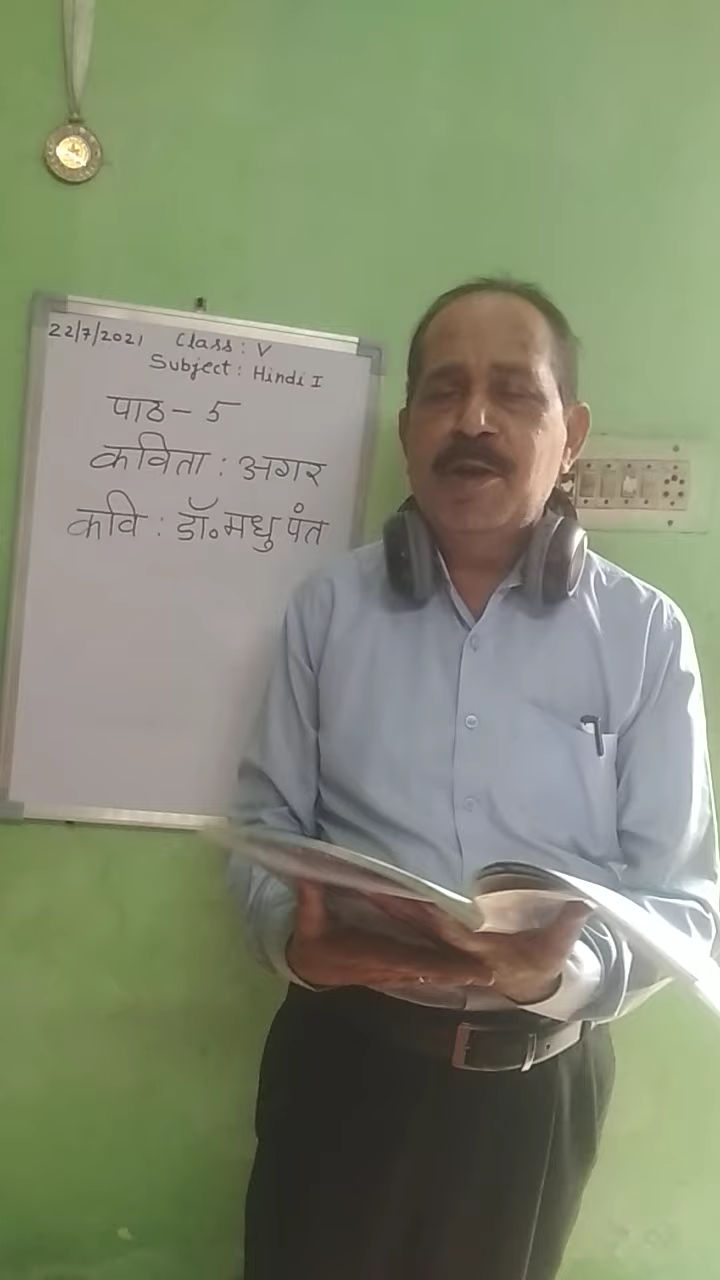 22/7/2021 Class : V
Subject : Hindi I
पाठ - 5
कविता : अगर
कवि : डॉ. मधु पंत